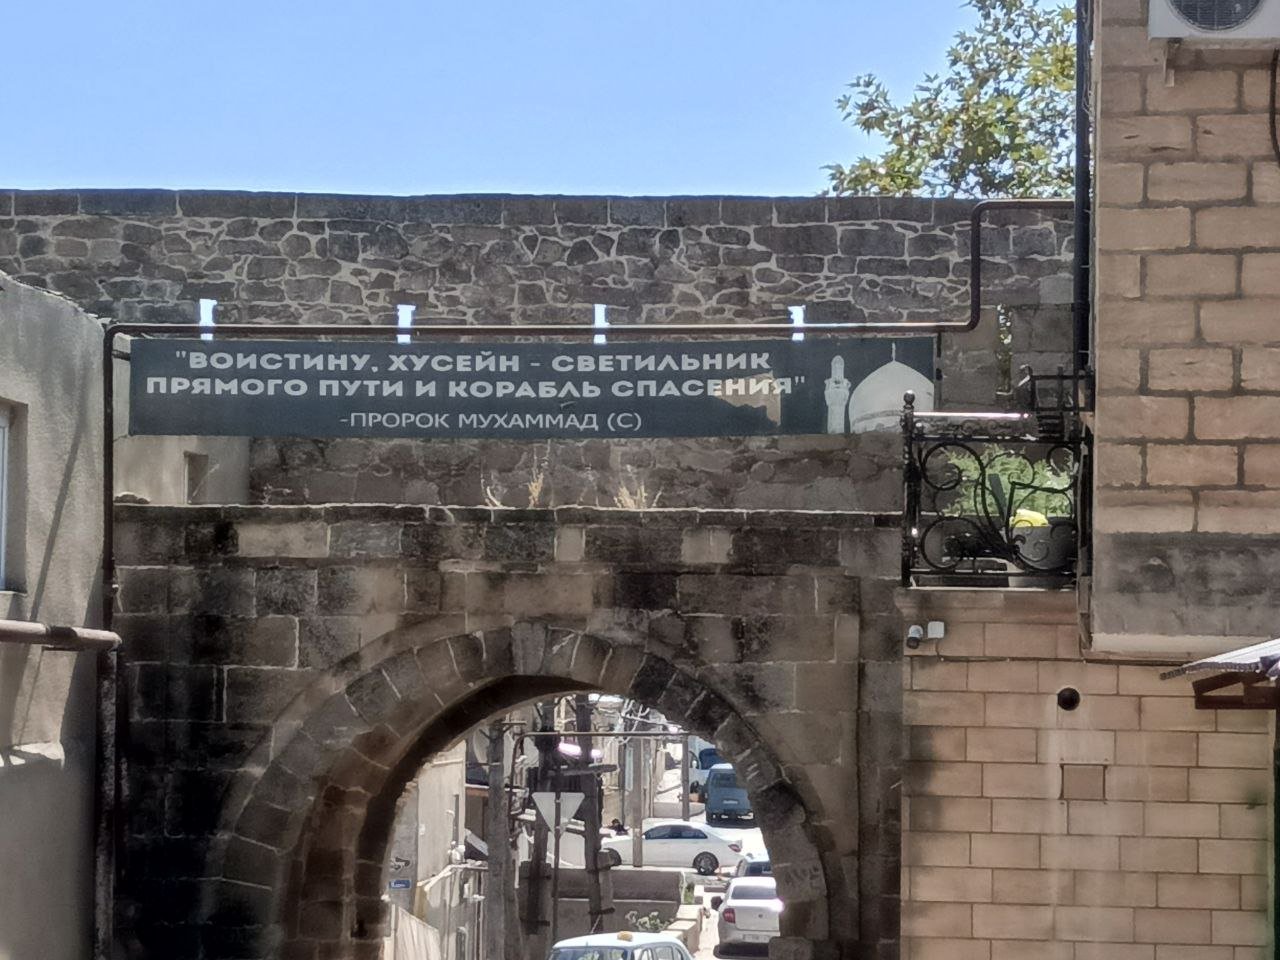 "ВОИСТИНУ, ХУСЕЙН - СВЕТИЛЬНИК
ПРЯМОГО ПУТИ И КОРАБЛЬ СПАСЕНИЯ"
-ПРОРОК МУХАММАД (С)